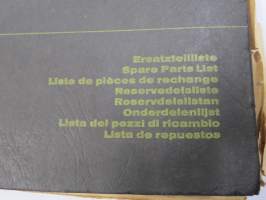 Ersatzteilliste
Spare Parts List
Liste de pièces de rechange
Reservedelsliste
Reservdelslistan
Onderdelenlijst
Lista dei pezzi di ricambio
Lista de repuestos